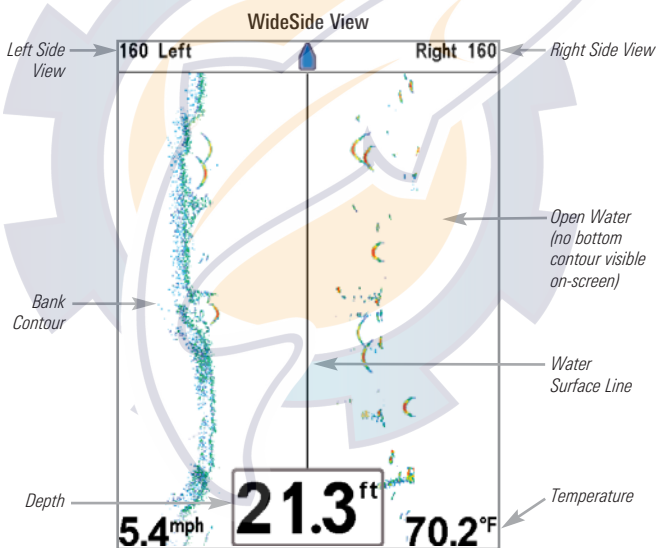 WideSide View
Left Side
View
160 Left
Right 160
Right Side View
Open Water
(no bottom
contour visible
on-screen)
Bank
Contour
Water
Surface Line
Depth
5.4mph
21.3ft
70.2°F
Temperature